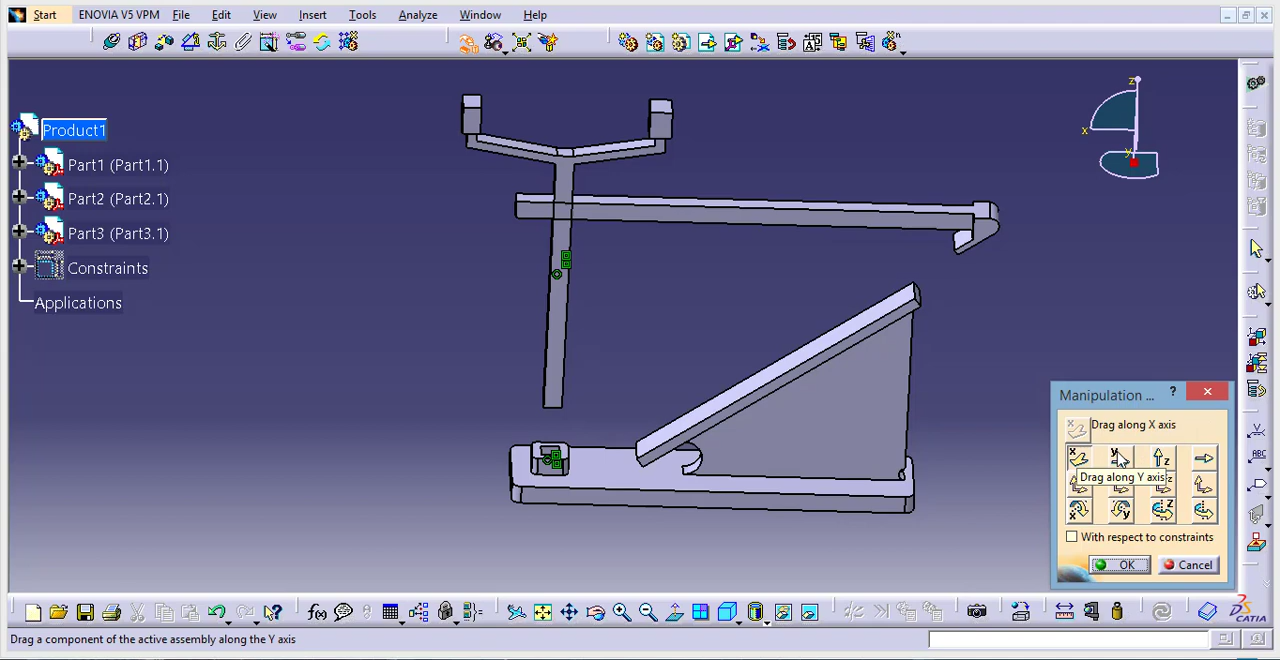 Start ENOVIA V5 VPM File Edit View Insert Tools Analyze Window Help
z
x
y
Product1
Part1 (Part1.1)
Part2 (Part2.1)
Part3 (Part3.1)
Constraints
Applications
Manipulation ... ?
Drag along X axis
Drag along Y axis
With respect to constraints
OK Cancel
ABC
f(x)
CATIA
Drag a component of the active assembly along the Y axis